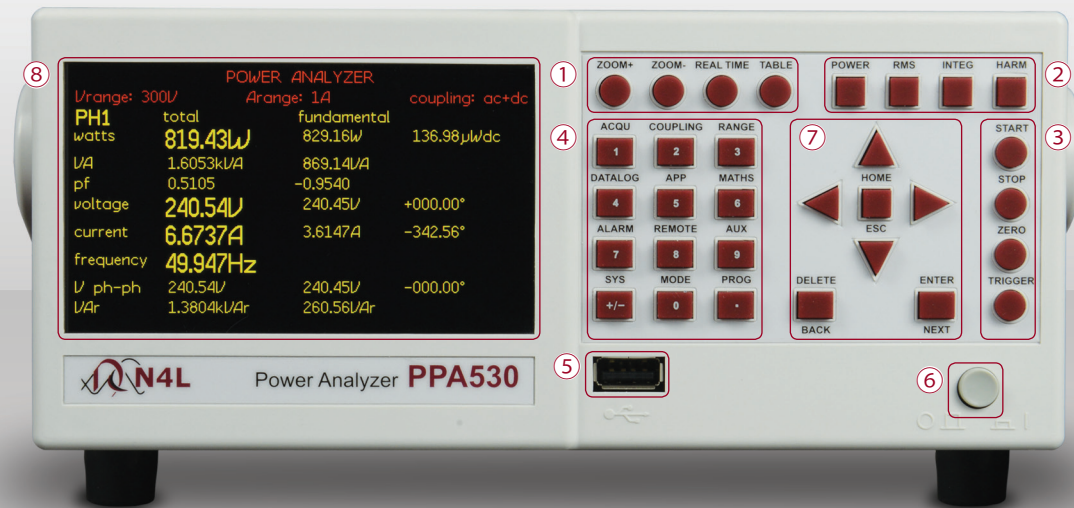 ⑧
POWER ANALYZER
Vrange: 300V Arange: 1A coupling: ac+dc
PH1 total fundamental
watts 819.43W 829.16W 136.98µWdc
VA 1.6053kVA 869.14VA
pf 0.5105 -0.9540
voltage 240.54V 240.45V +000.00°
current 6.6737A 3.6147A -342.56°
frequency 49.947Hz
V ph-ph 240.54V 240.45V -000.00°
VAr 1.3804kVAr 260.56VAr
N4L Power Analyzer PPA530
①
ZOOM+ ZOOM- REAL TIME TABLE
②
POWER RMS INTEG HARM
④
ACQU COUPLING RANGE
1 2 3
DATALOG APP MATHS
4 5 6
ALARM REMOTE AUX
7 8 9
SYS MODE PROG
+/- 0 .
⑦
HOME
ESC
DELETE ENTER
BACK NEXT
③
START
STOP
ZERO
TRIGGER
⑤
⑥